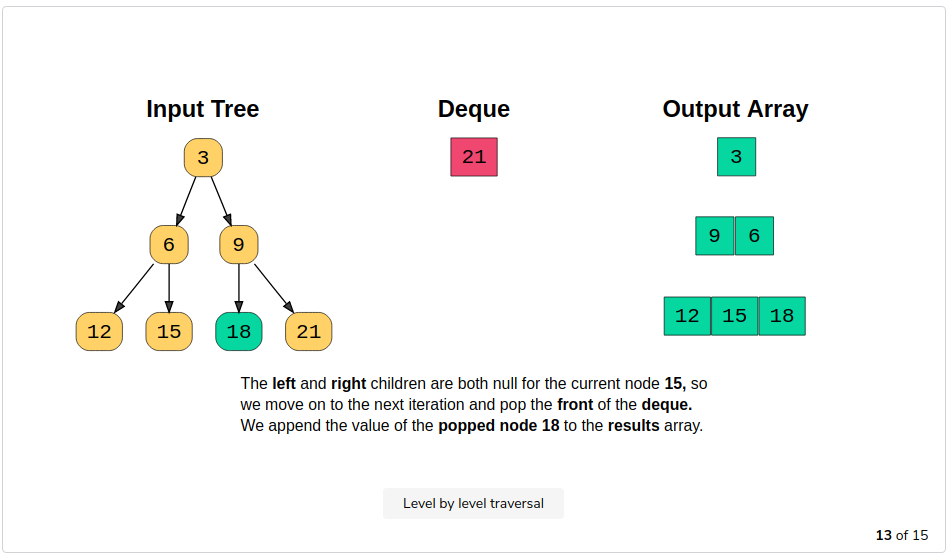 Input Tree Deque Output Array
3 21 3
6 9 9 6
12 15 18 21 12 15 18
The left and right children are both null for the current node 15, so
we move on to the next iteration and pop the front of the deque.
We append the value of the popped node 18 to the results array.
Level by level traversal
13 of 15